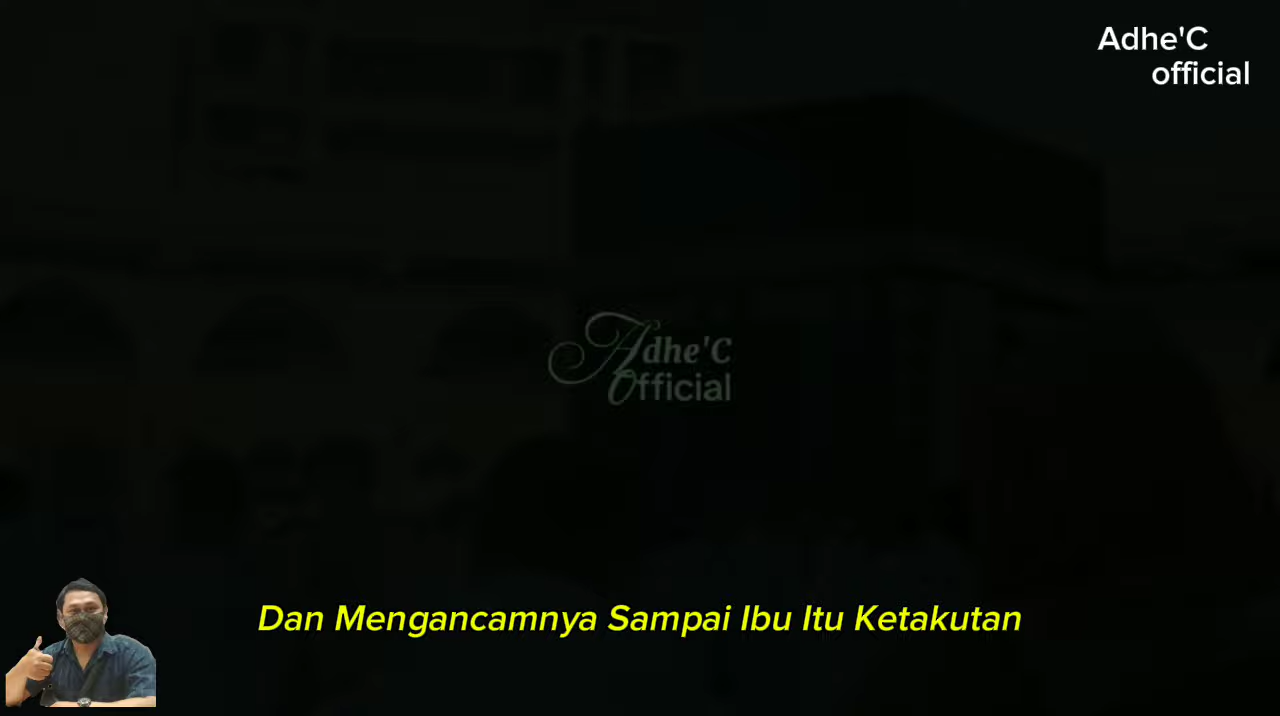 Adhe'C
official
Adhe'C
Official
Dan Mengancamnya Sampai Ibu Itu Ketakutan